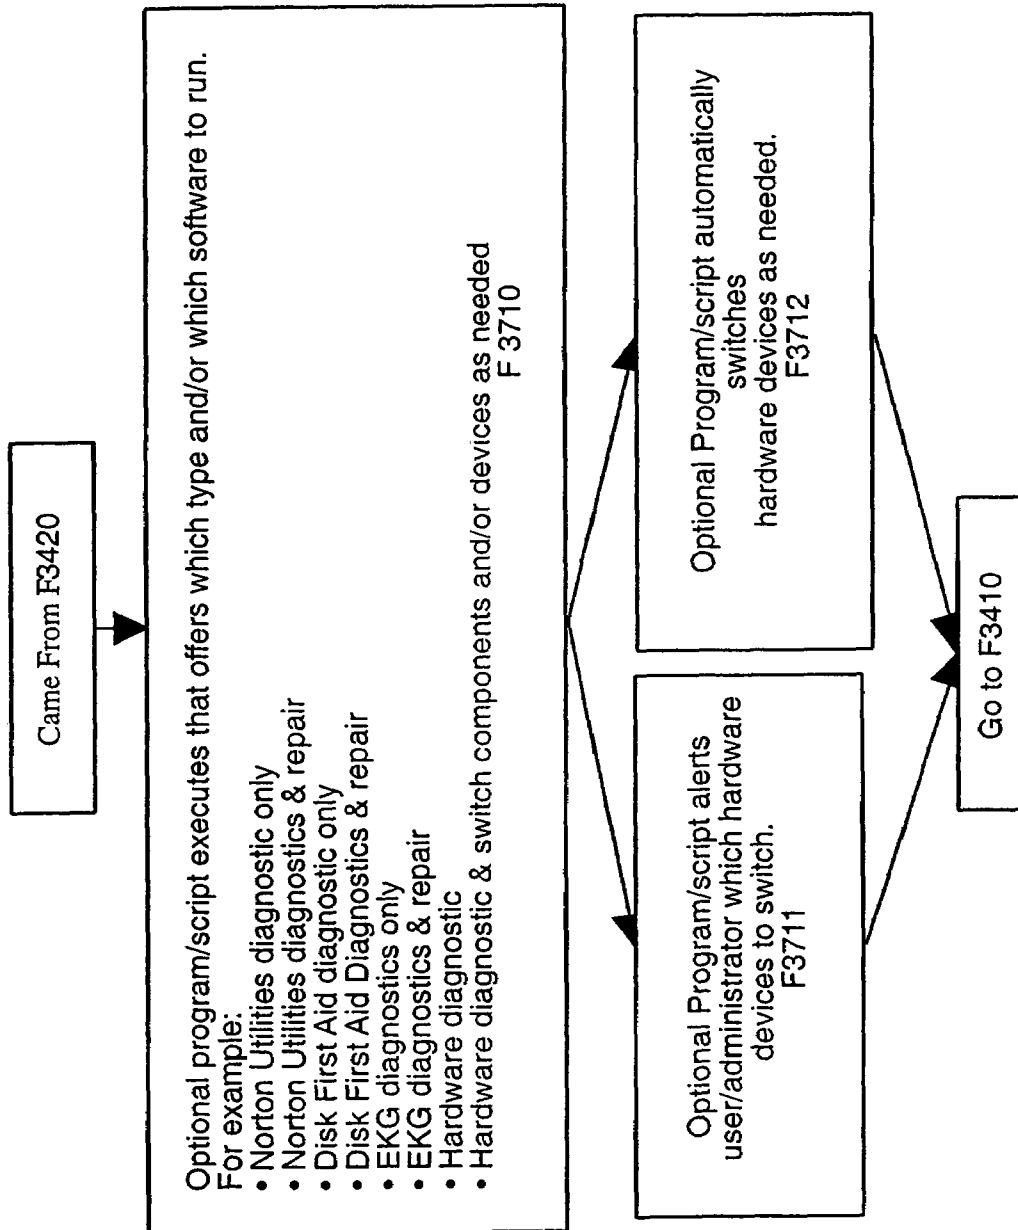 Came From F3420
Optional program/script executes that offers which type and/or which software to run.
For example:
• Norton Utilities diagnostic only
• Norton Utilities diagnostics & repair
• Disk First Aid diagnostic only
• Disk First Aid Diagnostics & repair
• EKG diagnostics only
• EKG diagnostics & repair
• Hardware diagnostic
• Hardware diagnostic & switch components and/or devices as needed
F 3710
Optional Program/script alerts
user/administrator which hardware
devices to switch.
F3711
Optional Program/script automatically
switches
hardware devices as needed.
F3712
Go to F3410